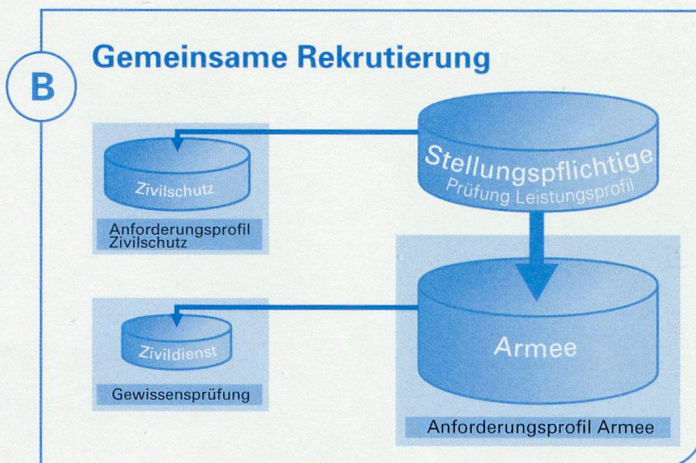 B
Gemeinsame Rekrutierung
Stellungspflichtige
Prüfung Leistungsprofil
Zivilschutz
Anforderungsprofil
Zivilschutz
Zivildienst
Gewissensprüfung
Armee
Anforderungsprofil Armee